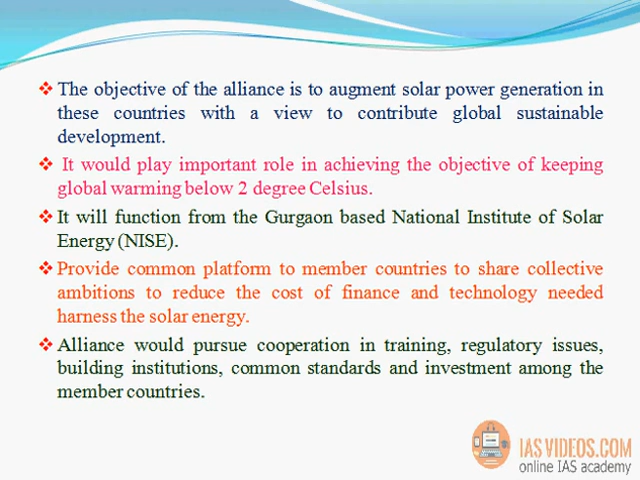 The objective of the alliance is to augment solar power generation in
these countries with a view to contribute global sustainable
development.
It would play important role in achieving the objective of keeping
global warming below 2 degree Celsius.
It will function from the Gurgaon based National Institute of Solar
Energy (NISE).
Provide common platform to member countries to share collective
ambitions to reduce the cost of finance and technology needed
harness the solar energy.
Alliance would pursue cooperation in training, regulatory issues,
building institutions, common standards and investment among the
member countries.
IAS VIDEOS.COM
online IAS academy